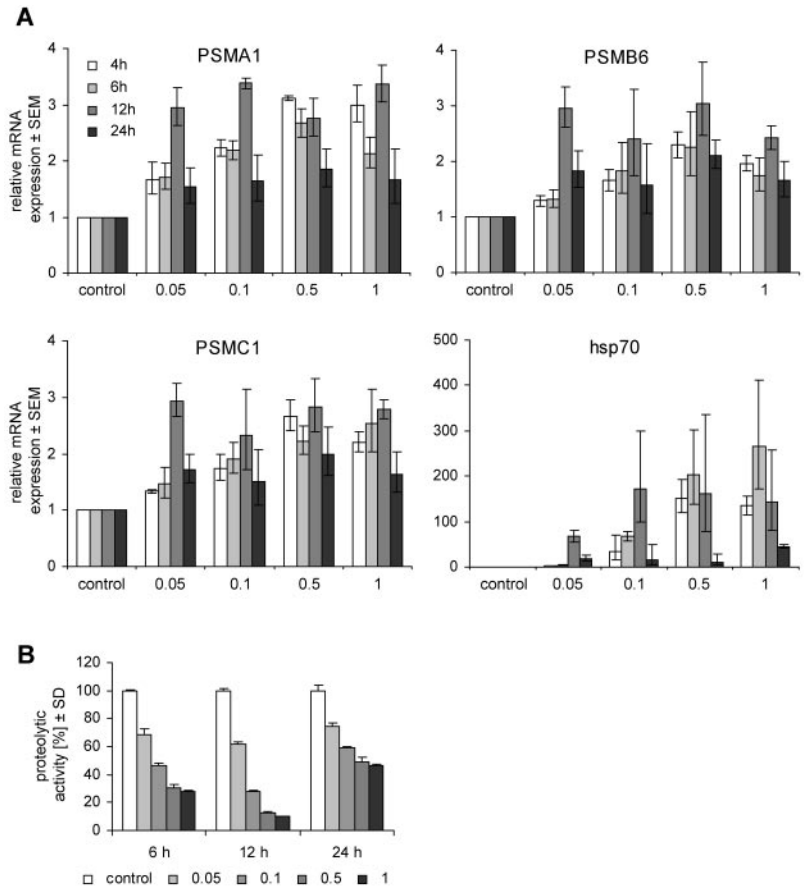 A
PSMA1
4
3
2
1
0
relative mRNA
expression ± SEM
4h
6h
12h
24h
control 0.05 0.1 0.5 1
PSMB6
4
3
2
1
0
control 0.05 0.1 0.5 1
PSMC1
4
3
2
1
0
relative mRNA
expression ± SEM
control 0.05 0.1 0.5 1
hsp70
500
400
300
200
100
0
control 0.05 0.1 0.5 1
B
120
100
80
60
40
20
0
proteolytic
activity [%] ± SD
6 h 12 h 24 h
control 0.05 0.1 0.5 1